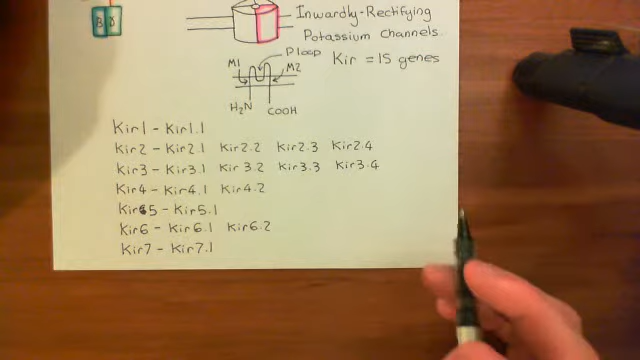 β γ
Inwardly-Rectifying
Potassium Channels.
P loop
M1
M2
Kir = 15 genes
H₂N
COOH
Kir1 - Kir1.1
Kir2 - Kir2.1 Kir2.2 Kir2.3 Kir2.4
Kir3 - Kir3.1 Kir3.2 Kir3.3 Kir3.4
Kir4 - Kir4.1 Kir4.2
Kir5 - Kir5.1
Kir6 - Kir6.1 Kir6.2
Kir7 - Kir7.1